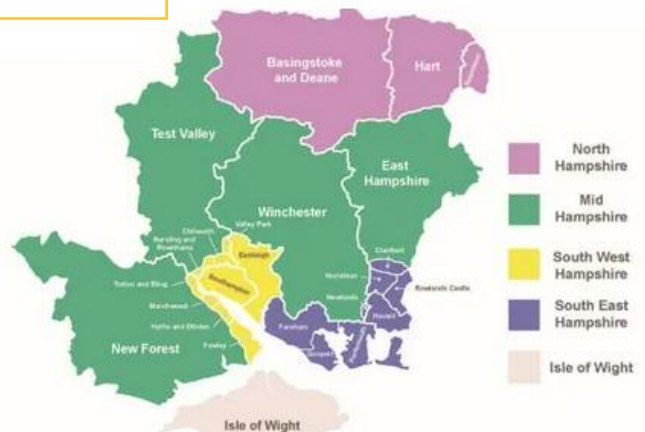 Basingstoke
and Deane
Hart
Test Valley
East
Hampshire
Winchester
Valley Park
Chilworth
Nursling and
Rownhams
Eastleigh
Southampton
Totton and Eling
Marchwood
Hythe and Dibden
Fawley
New Forest
Clanfield
Horndean
Newlands
Rowlands Castle
Havant
Fareham
Gosport
Portsmouth
Isle of Wight
North
Hampshire
Mid
Hampshire
South West
Hampshire
South East
Hampshire
Isle of Wight